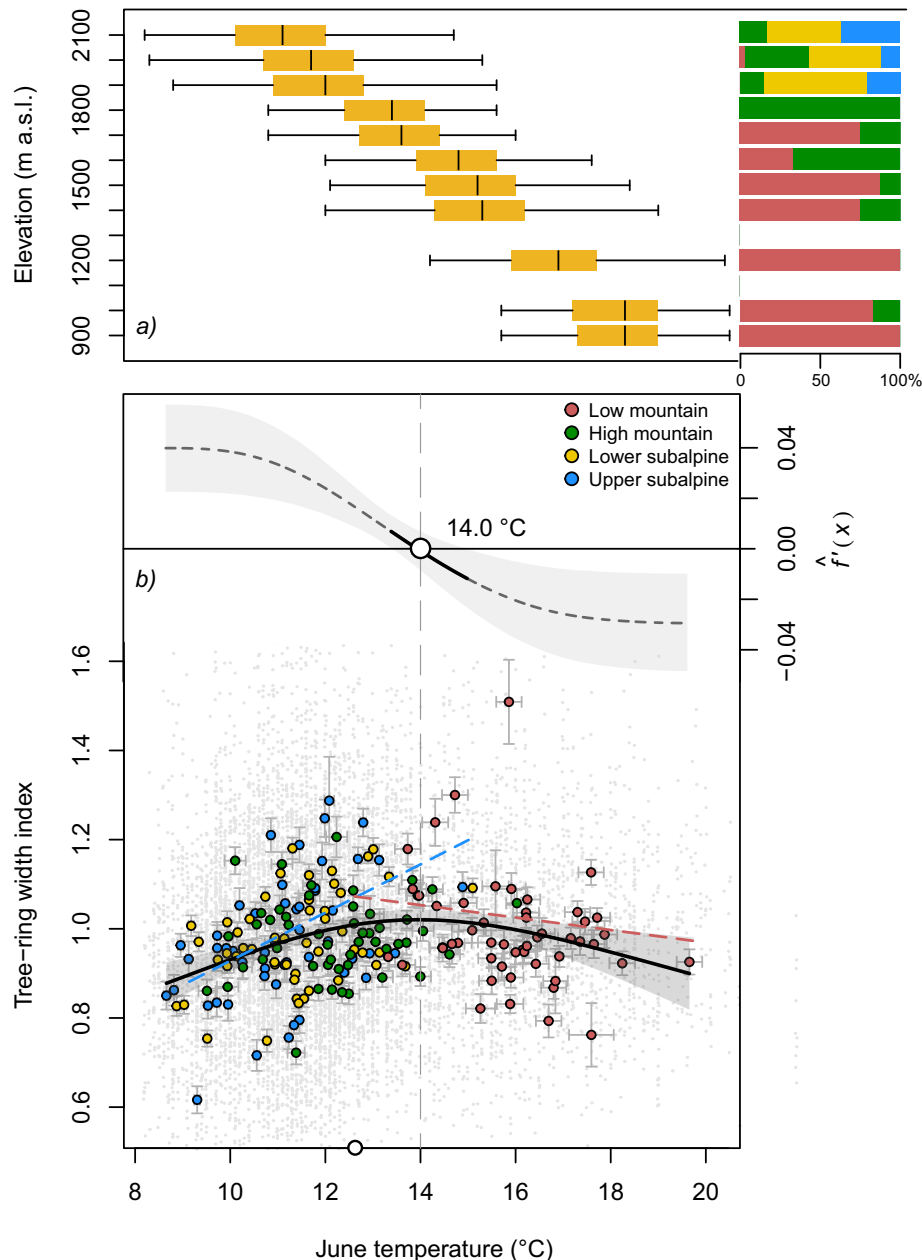 Elevation (m a.s.l.)
2100
1800
1500
1200
900
a)
0
50
100%
Low mountain
High mountain
Lower subalpine
Upper subalpine
14.0 °C
b)
0.04
0.00
−0.04
f̂'(x)
Tree−ring width index
1.6
1.4
1.2
1.0
0.8
0.6
8
10
12
14
16
18
20
June temperature (°C)